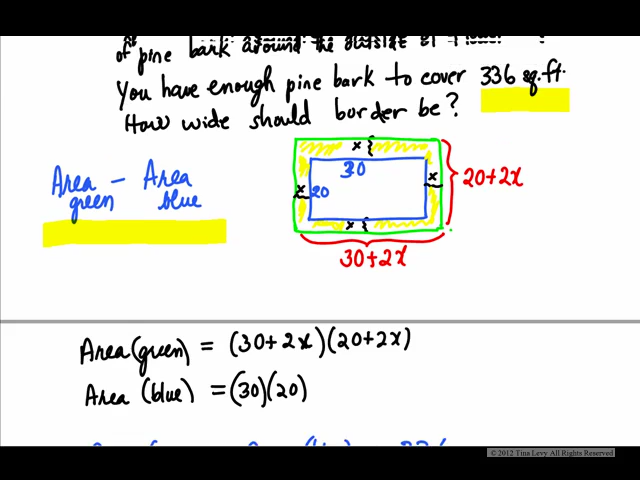 of pine bark around the outside of
You have enough pine bark to cover 336 sq.ft.
How wide should border be?
Area green – Area blue
x
30
x
20
x
x
20+2x
30+2x
Area(green) = (30+2x)(20+2x)
Area (blue) = (30)(20)
© 2012 Tina Levy All Rights Reserved